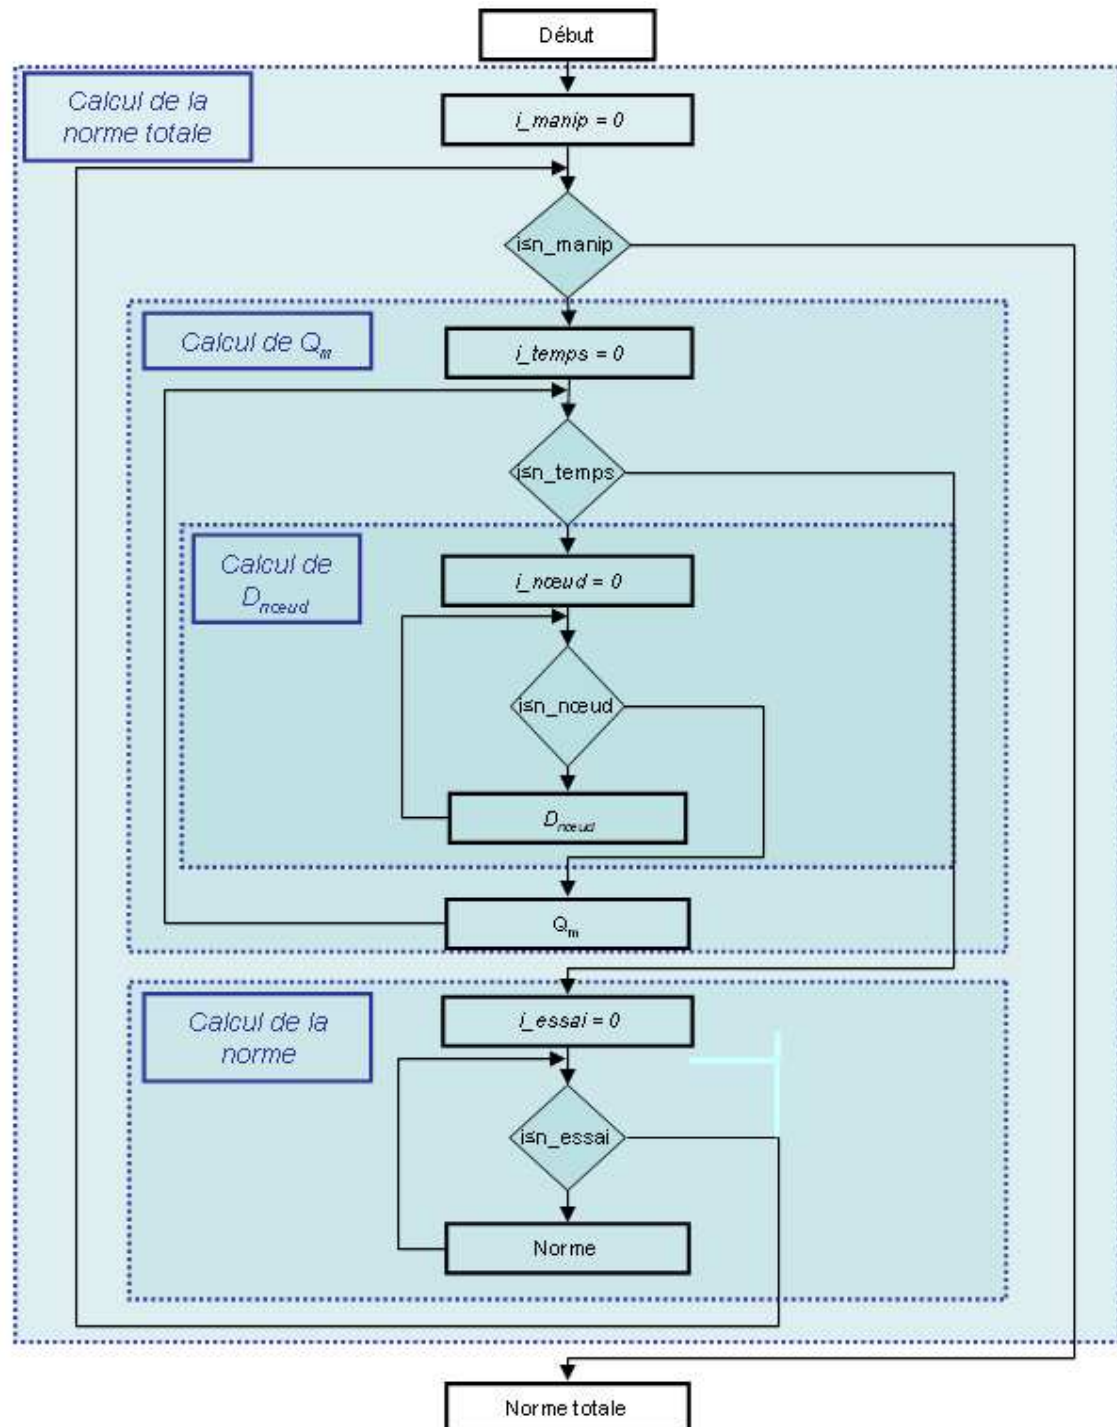 Début
Calcul de la
norme totale
i_manip = 0
i≤n_manip
Calcul de Qm
i_temps = 0
i≤n_temps
Calcul de
Dnœud
i_nœud = 0
i≤n_nœud
Dnœud
Qm
Calcul de la
norme
i_essai = 0
i≤n_essai
Norme
Norme totale